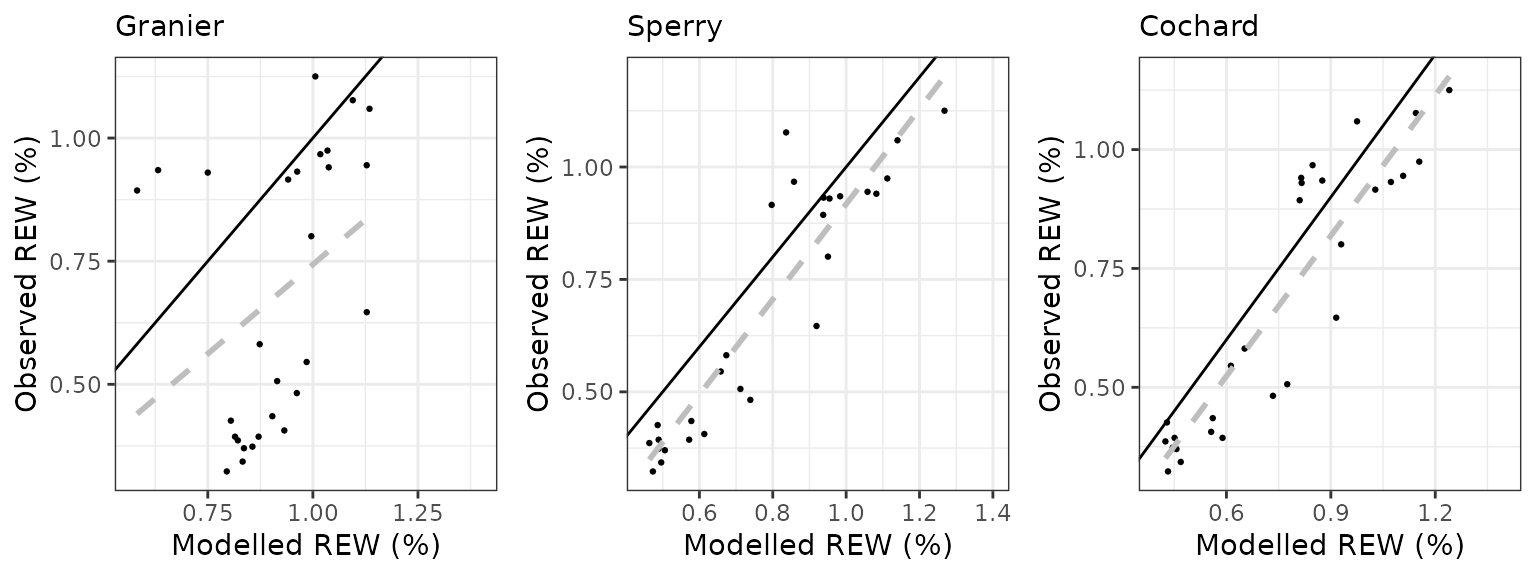 Granier
Observed REW (%)
1.00
0.75
0.50
0.75 1.00 1.25
Modelled REW (%)
Sperry
Observed REW (%)
1.00
0.75
0.50
0.6 0.8 1.0 1.2 1.4
Modelled REW (%)
Cochard
Observed REW (%)
1.00
0.75
0.50
0.6 0.9 1.2
Modelled REW (%)